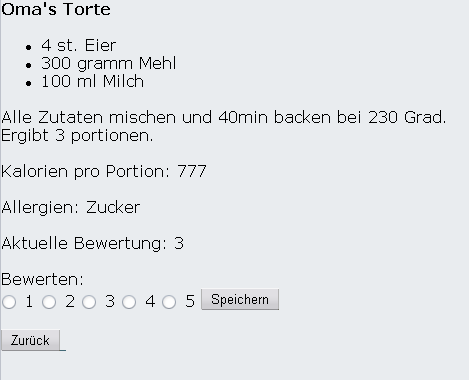 Oma's Torte
4 st. Eier
300 gramm Mehl
100 ml Milch
Alle Zutaten mischen und 40min backen bei 230 Grad.
Ergibt 3 portionen.
Kalorien pro Portion: 777
Allergien: Zucker
Aktuelle Bewertung: 3
Bewerten:
1 2 3 4 5 Speichern
Zurück